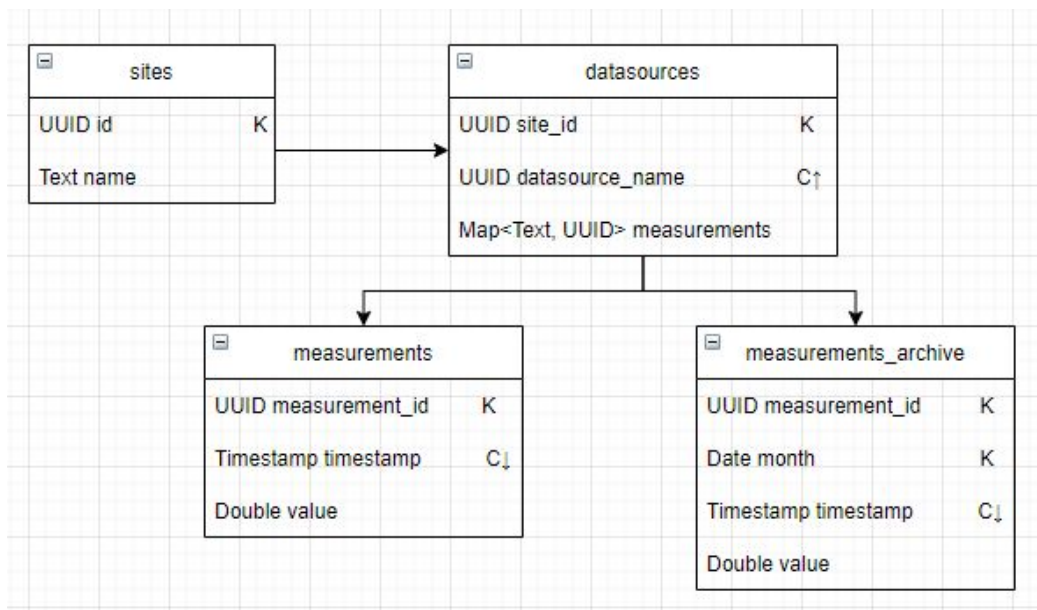 sites
UUID id K
Text name
datasources
UUID site_id K
UUID datasource_name C↑
Map<Text, UUID> measurements
measurements
UUID measurement_id K
Timestamp timestamp C↓
Double value
measurements_archive
UUID measurement_id K
Date month K
Timestamp timestamp C↓
Double value